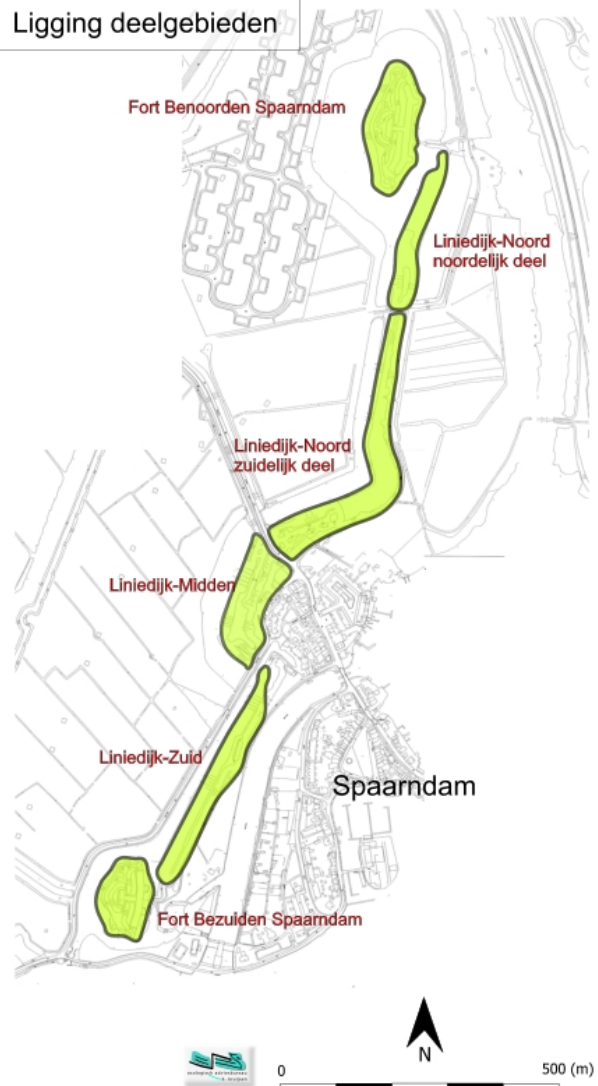 Ligging deelgebieden
Fort Benoorden Spaarndam
Liniedijk-Noord
noordelijk deel
Liniedijk-Noord
zuidelijk deel
Liniedijk-Midden
Liniedijk-Zuid
Spaarndam
Fort Bezuiden Spaarndam
N
0
500 (m)